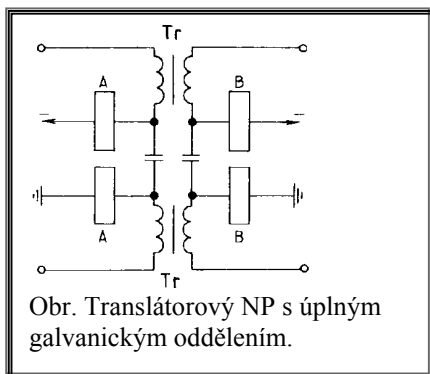 Tr
A
B
−
−
A
B
Tr
Obr. Translátorový NP s úplným
galvanickým oddělením.